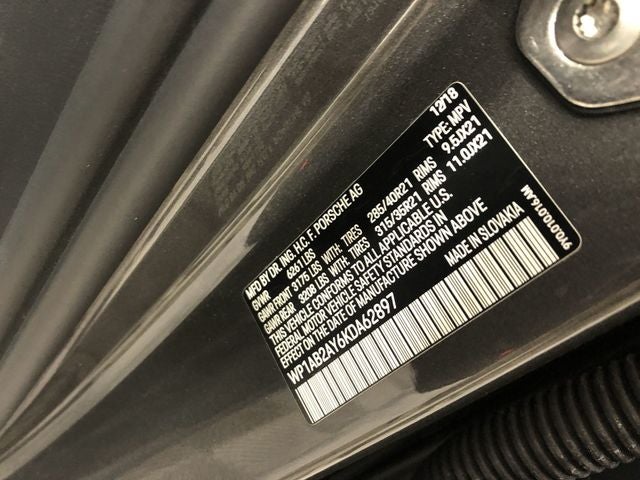 MFD BY DR. ING. H.C. F. PORSCHE AG 12/18
GVWR 6261 LBS TYPE: MPV
GAWR FRONT 3175 LBS WITH: TIRES 285/40R21 RIMS 9.5JX21
GAWR REAR 3208 LBS WITH: TIRES 315/35R21 RIMS 11.0JX21
THIS VEHICLE CONFORMS TO ALL APPLICABLE U.S.
FEDERAL MOTOR VEHICLE SAFETY STANDARDS IN
EFFECT ON THE DATE OF MANUFACTURE SHOWN ABOVE
WP1AB2AY6KDA62897 MADE IN SLOVAKIA